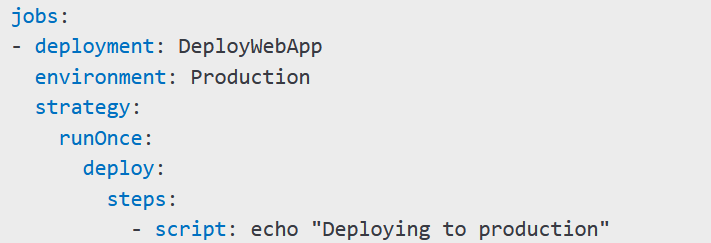 jobs:
- deployment: DeployWebApp
  environment: Production
  strategy:
    runOnce:
      deploy:
        steps:
          - script: echo "Deploying to production"